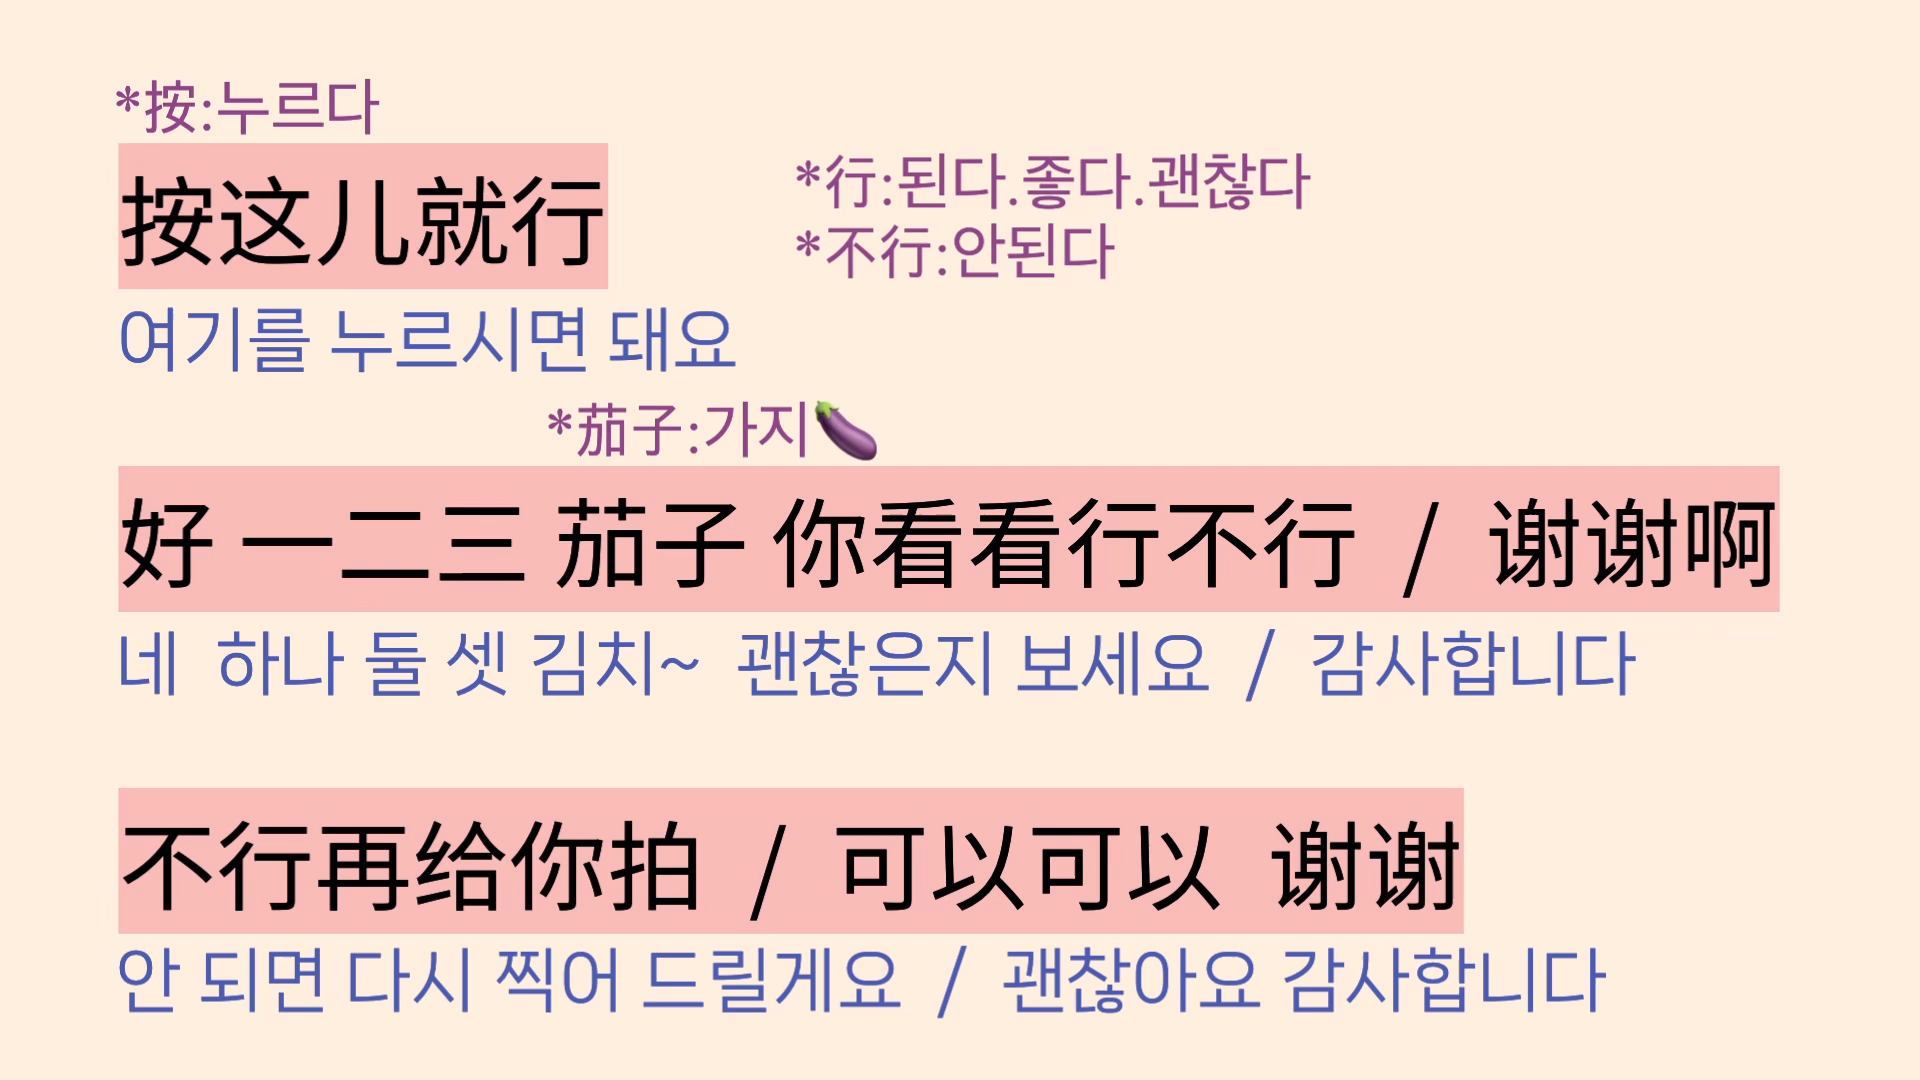 *按:누르다
按这儿就行
*行:된다.좋다.괜찮다
*不行:안된다
여기를 누르시면 돼요
*茄子:가지🍆
好 一二三 茄子 你看看行不行 / 谢谢啊
네 하나 둘 셋 김치~ 괜찮은지 보세요 / 감사합니다
不行再给你拍 / 可以可以 谢谢
안 되면 다시 찍어 드릴게요 / 괜찮아요 감사합니다